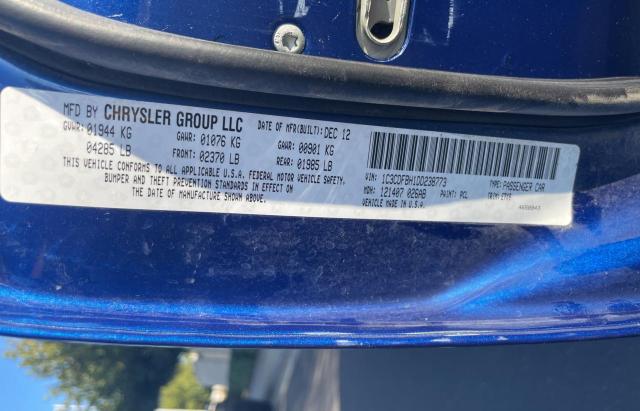 MFD BY CHRYSLER GROUP LLC DATE OF MFR(BUILT): DEC 12
GVWR: 01944 KG GAWR: 01076 KG GAWR: 00901 KG
04285 LB FRONT: 02370 LB REAR: 01985 LB
THIS VEHICLE CONFORMS TO ALL APPLICABLE U.S.A. FEDERAL MOTOR VEHICLE SAFETY,
BUMPER AND THEFT PREVENTION STANDARDS IN EFFECT ON
THE DATE OF MANUFACTURE SHOWN ABOVE.
VIN: 1C3CDFBH1DD238773 TYPE: PASSENGER CAR
MDH: 121407 026AB PAINT: PCL TRIM:
VEHICLE MADE IN U.S.A.